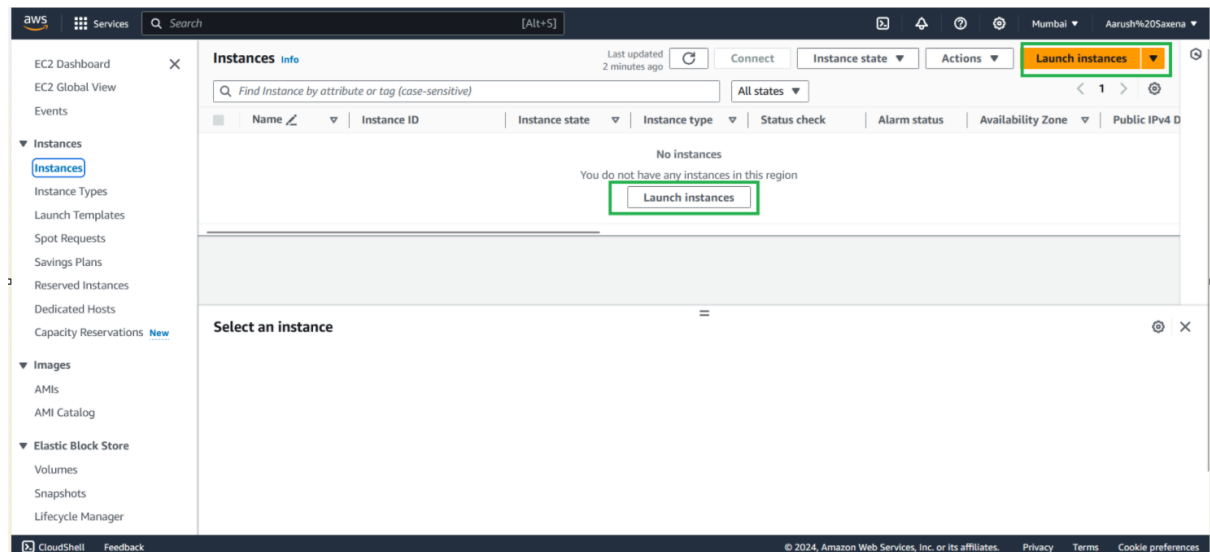 aws Services Search [Alt+S] Mumbai Aarush%20Saxena
EC2 Dashboard
EC2 Global View
Events
Instances
Instances
Instance Types
Launch Templates
Spot Requests
Savings Plans
Reserved Instances
Dedicated Hosts
Capacity Reservations New
Images
AMIs
AMI Catalog
Elastic Block Store
Volumes
Snapshots
Lifecycle Manager
Instances Info
Last updated
2 minutes ago
Connect Instance state Actions Launch instances
Find Instance by attribute or tag (case-sensitive) All states 1
Name Instance ID Instance state Instance type Status check Alarm status Availability Zone Public IPv4 D
No instances
You do not have any instances in this region
Launch instances
Select an instance
CloudShell Feedback © 2024, Amazon Web Services, Inc. or its affiliates. Privacy Terms Cookie preferences